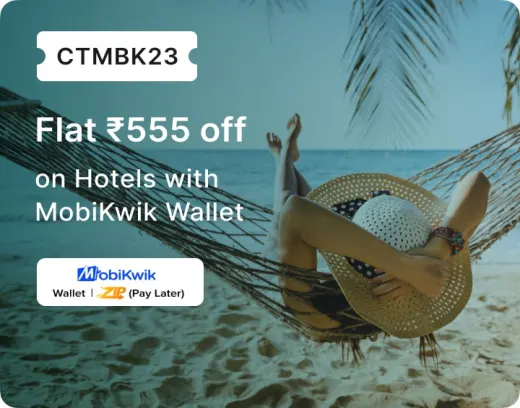 CTMBK23
Flat ₹555 off
on Hotels with
MobiKwik Wallet
MobiKwik
Wallet | ZIP (Pay Later)